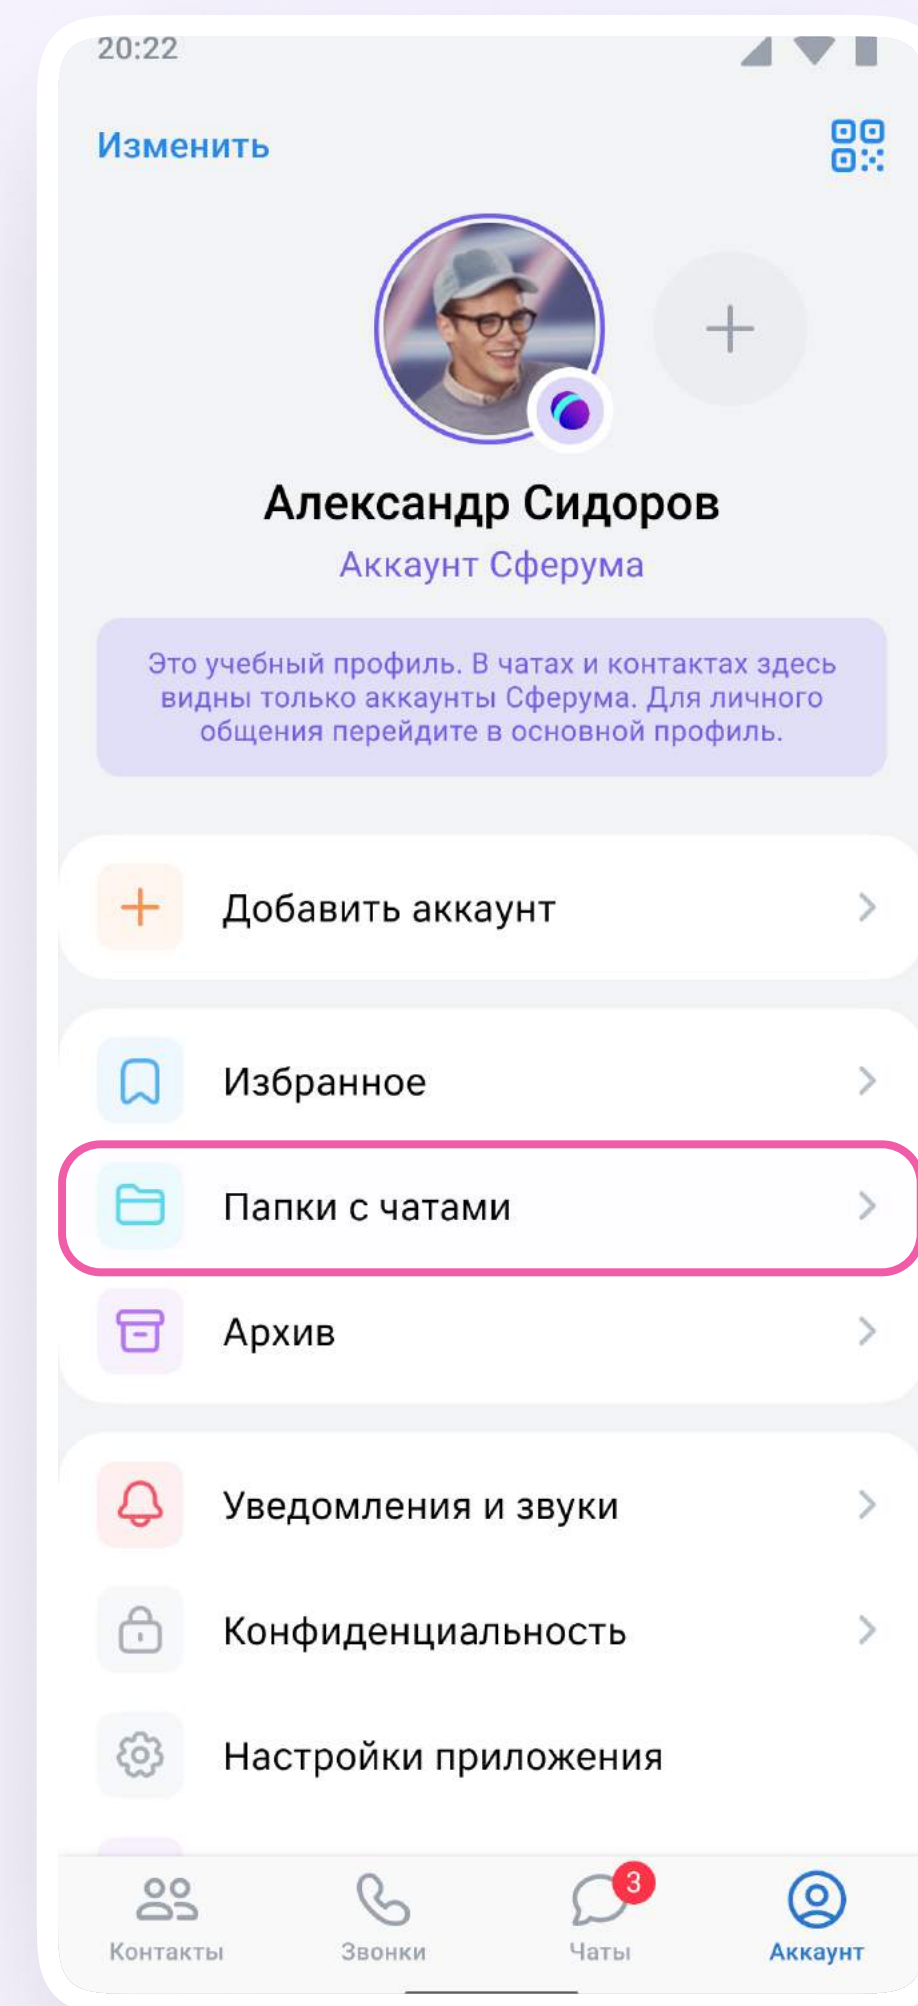 20:22
Изменить
Александр Сидоров
Аккаунт Сферума
Это учебный профиль. В чатах и контактах здесь
видны только аккаунты Сферума. Для личного
общения перейдите в основной профиль.
Добавить аккаунт
Избранное
Папки с чатами
Архив
Уведомления и звуки
Конфиденциальность
Настройки приложения
3
Контакты
Звонки
Чаты
Аккаунт